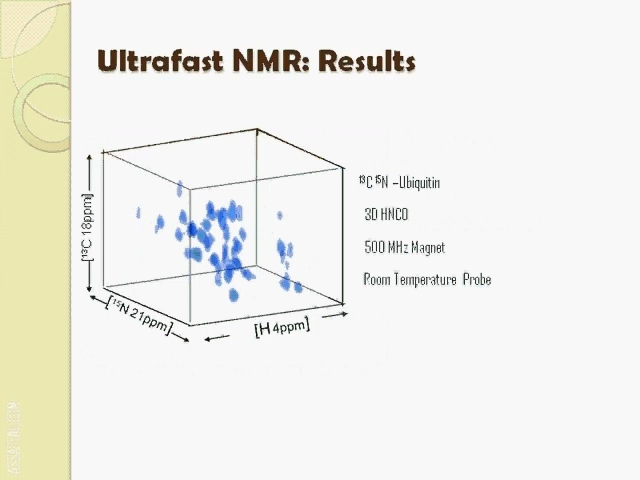 Ultrafast NMR: Results
¹³C ¹⁵N –Ubiquitin
3D HNCO
500 MHz Magnet
Room Temperature Probe
[¹³C 18ppm]
[¹⁵N 21ppm]
[H 4ppm]